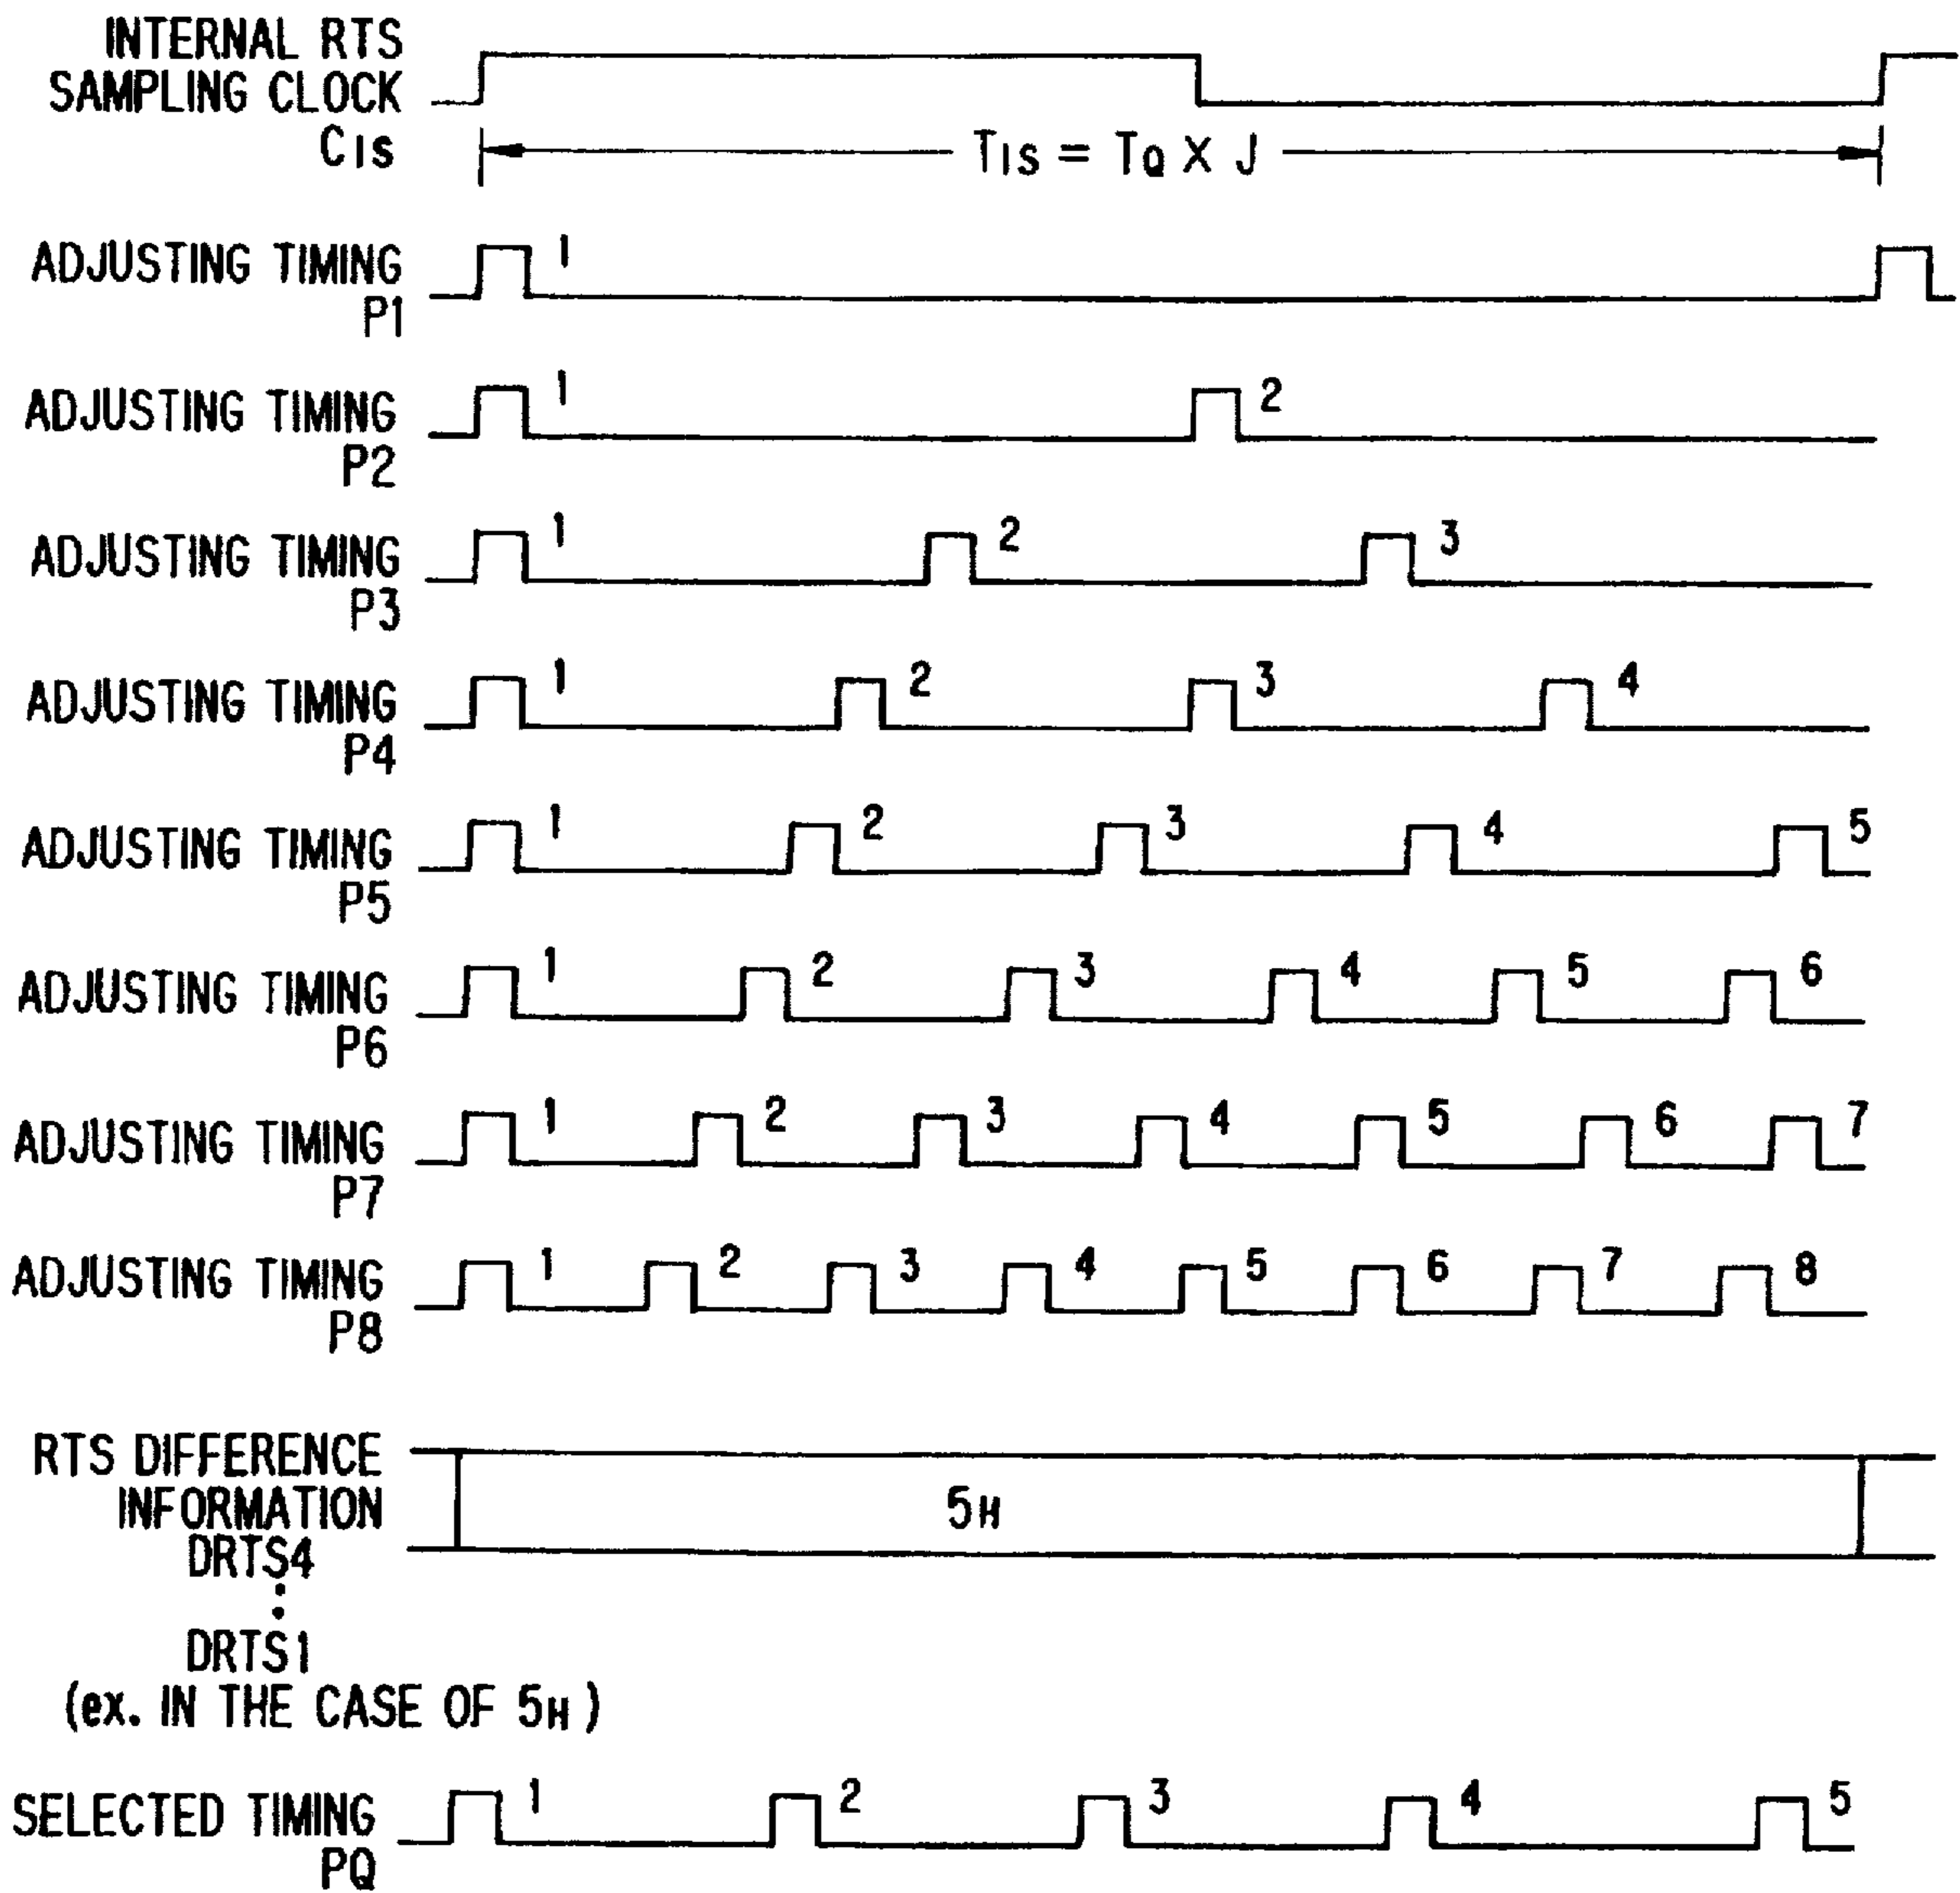 INTERNAL RTS
SAMPLING CLOCK
CIS
TIS = TQ X J
ADJUSTING TIMING
P1
1
ADJUSTING TIMING
P2
1 2
ADJUSTING TIMING
P3
1 2 3
ADJUSTING TIMING
P4
1 2 3 4
ADJUSTING TIMING
P5
1 2 3 4 5
ADJUSTING TIMING
P6
1 2 3 4 5 6
ADJUSTING TIMING
P7
1 2 3 4 5 6 7
ADJUSTING TIMING
P8
1 2 3 4 5 6 7 8
RTS DIFFERENCE
INFORMATION
DRTS4
:
DRTS1
(ex. IN THE CASE OF 5H)
5H
SELECTED TIMING
PQ
1 2 3 4 5